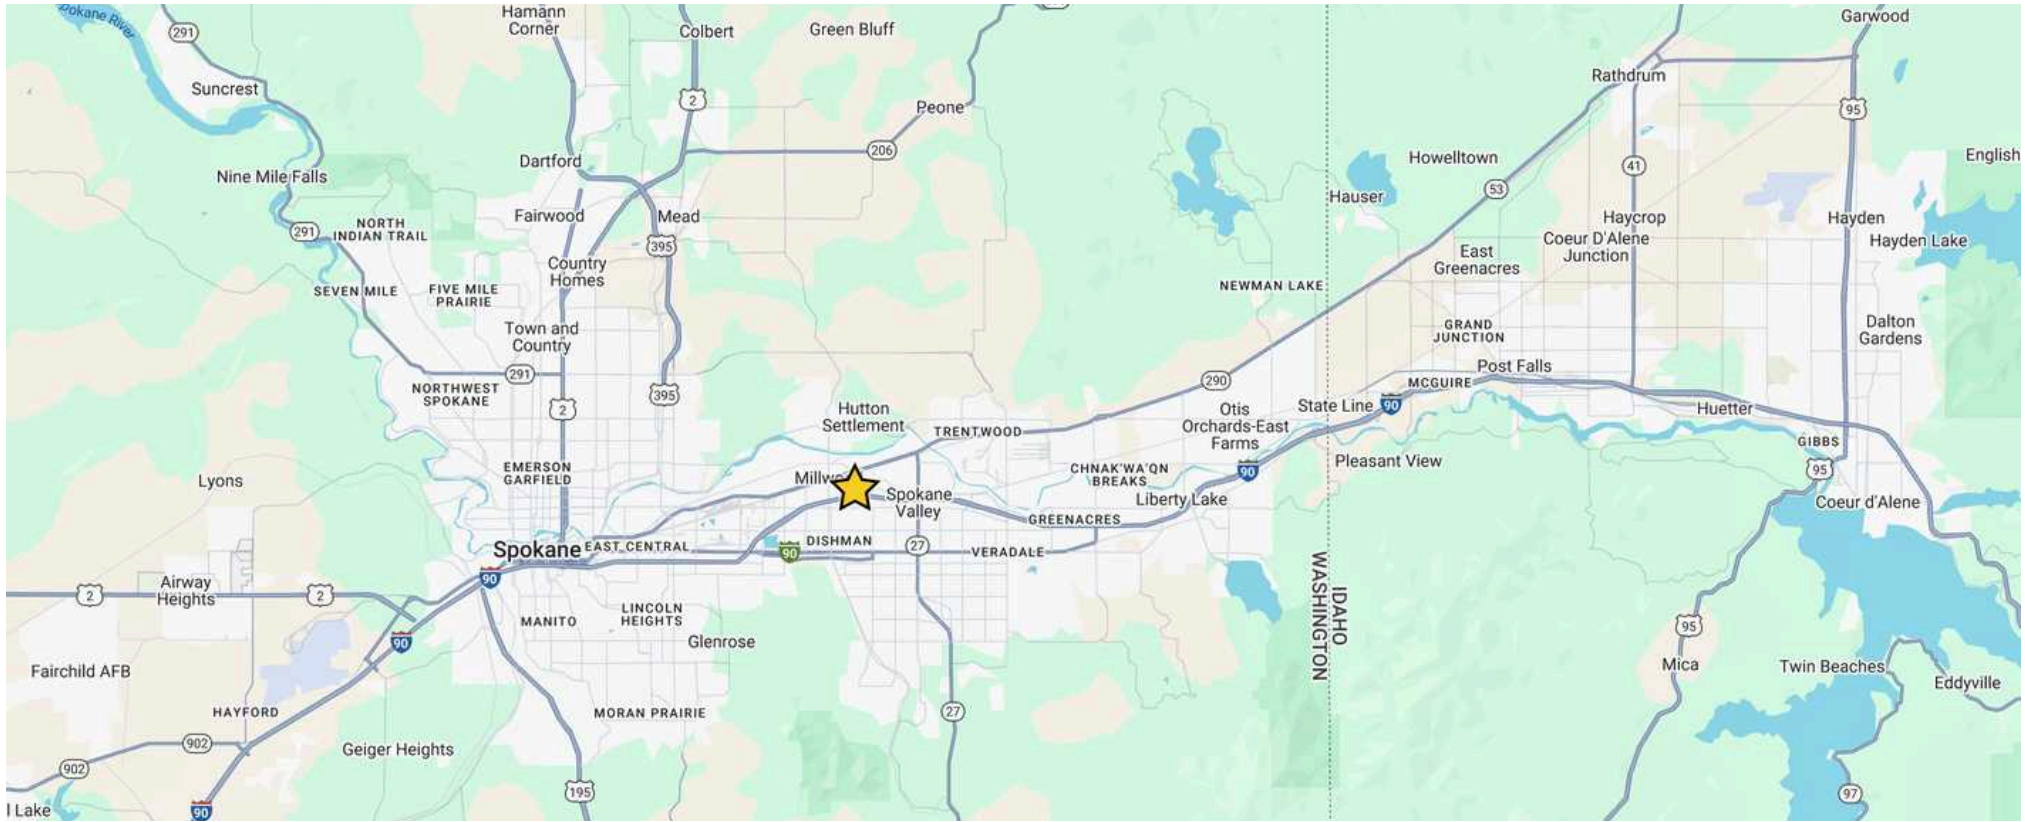 Hamann
Corner
Colbert
Green Bluff
Garwood
Spokane River
291
Suncrest
2
Peone
Rathdrum
95
206
Dartford
Howelltown
English
41
Nine Mile Falls
53
Hauser
Fairwood
Mead
NORTH
INDIAN TRAIL
291
395
Haycrop
Hayden
Coeur D'Alene
Junction
Hayden Lake
East
Greenacres
Country
Homes
NEWMAN LAKE
SEVEN MILE
FIVE MILE
PRAIRIE
Town and
Country
GRAND
JUNCTION
Dalton
Gardens
291
NORTHWEST
SPOKANE
395
2
290
Post Falls
MCGUIRE
90
State Line
Huetter
Hutton
Settlement
Otis
Orchards-East
Farms
TRENTWOOD
GIBBS
95
Pleasant View
EMERSON
GARFIELD
Lyons
Millwo
CHNAK'WA'QN
BREAKS
90
Liberty Lake
Spokane
Valley
Coeur d'Alene
GREENACRES
Spokane
EAST CENTRAL
90
DISHMAN
27
VERADALE
90
2
Airway
Heights
2
IDAHO
WASHINGTON
MANITO
LINCOLN
HEIGHTS
Glenrose
90
95
Fairchild AFB
Mica
Twin Beaches
Eddyville
HAYFORD
MORAN PRAIRIE
27
902
Geiger Heights
902
195
97
90
l Lake